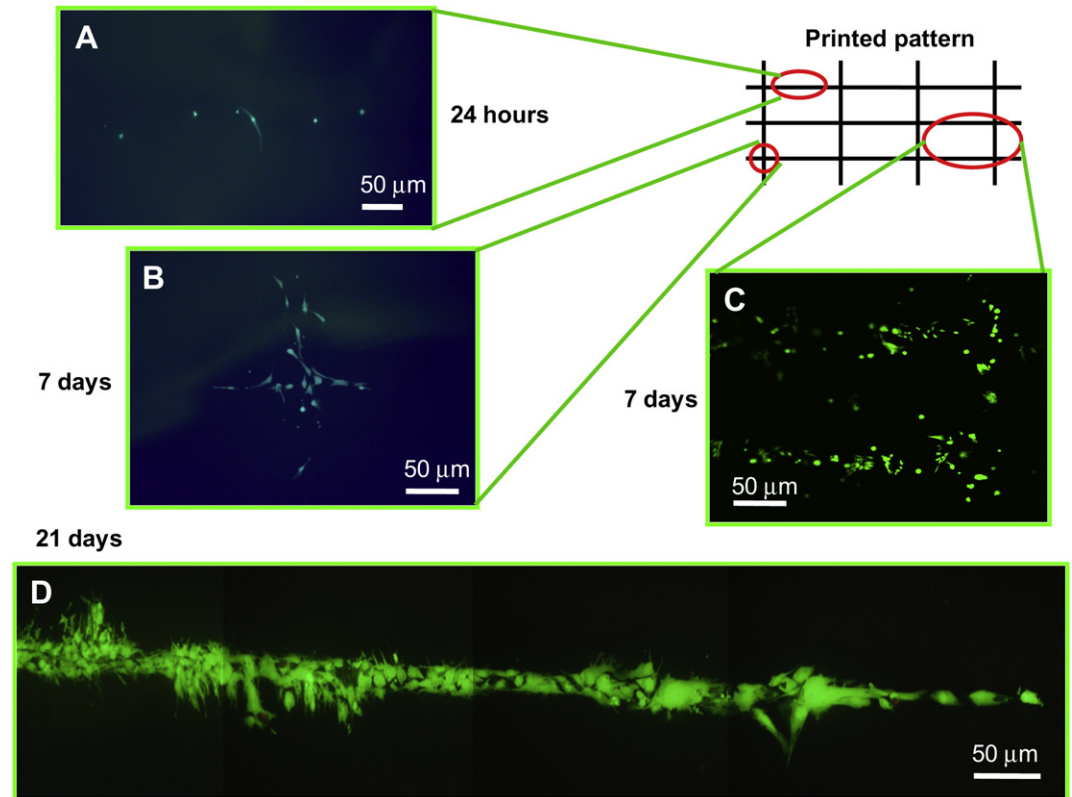 A
Printed pattern
24 hours
50 μm
B
7 days
50 μm
C
7 days
50 μm
21 days
D
50 μm